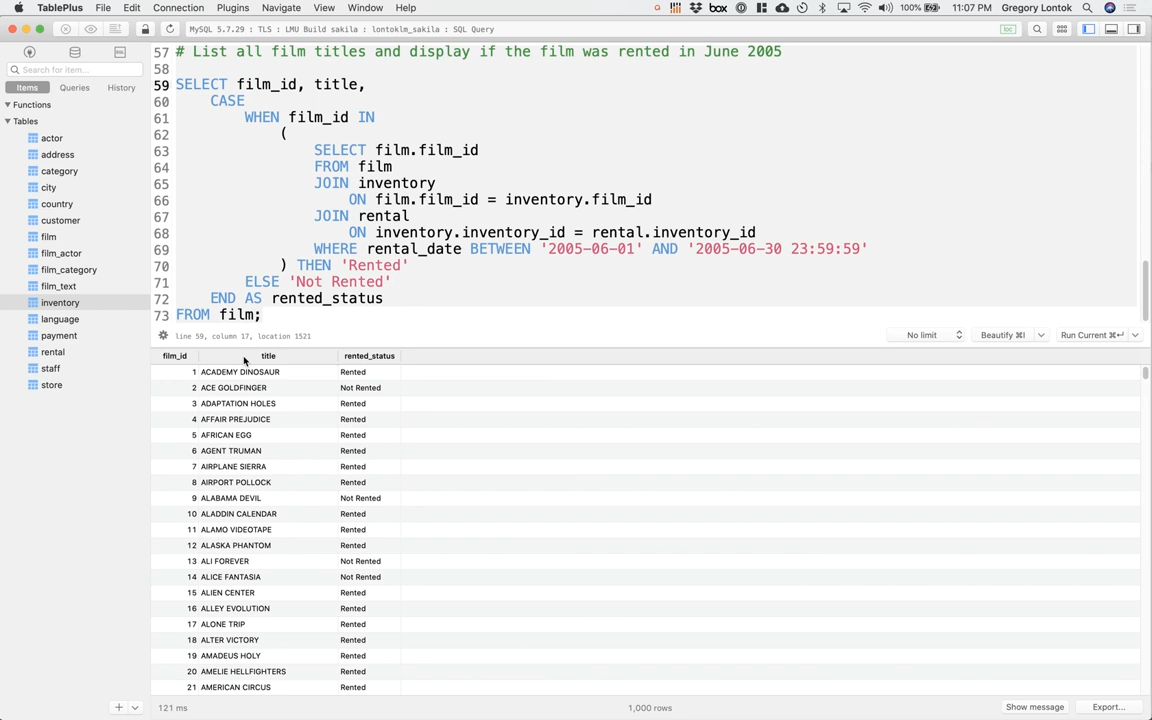 TablePlus File Edit Connection Plugins Navigate View Window Help box 100% 11:07 PM Gregory Lontok
MySQL 5.7.29 : TLS : LMU Build sakila : lontoklm_sakila : SQL Query loc
Search for item...
Items Queries History
Functions
Tables
actor
address
category
city
country
customer
film
film_actor
film_category
film_text
inventory
language
payment
rental
staff
store
57 # List all film titles and display if the film was rented in June 2005
58
59 SELECT film_id, title,
60 CASE
61 WHEN film_id IN
62 (
63 SELECT film.film_id
64 FROM film
65 JOIN inventory
66 ON film.film_id = inventory.film_id
67 JOIN rental
68 ON inventory.inventory_id = rental.inventory_id
69 WHERE rental_date BETWEEN '2005-06-01' AND '2005-06-30 23:59:59'
70 ) THEN 'Rented'
71 ELSE 'Not Rented'
72 END AS rented_status
73 FROM film;
line 59, column 17, location 1521 No limit Beautify ⌘I Run Current ⌘↩
film_id title rented_status
1 ACADEMY DINOSAUR Rented
2 ACE GOLDFINGER Not Rented
3 ADAPTATION HOLES Rented
4 AFFAIR PREJUDICE Rented
5 AFRICAN EGG Rented
6 AGENT TRUMAN Rented
7 AIRPLANE SIERRA Rented
8 AIRPORT POLLOCK Rented
9 ALABAMA DEVIL Not Rented
10 ALADDIN CALENDAR Rented
11 ALAMO VIDEOTAPE Rented
12 ALASKA PHANTOM Rented
13 ALI FOREVER Not Rented
14 ALICE FANTASIA Not Rented
15 ALIEN CENTER Rented
16 ALLEY EVOLUTION Rented
17 ALONE TRIP Rented
18 ALTER VICTORY Rented
19 AMADEUS HOLY Rented
20 AMELIE HELLFIGHTERS Rented
21 AMERICAN CIRCUS Rented
121 ms 1,000 rows Show message Export...